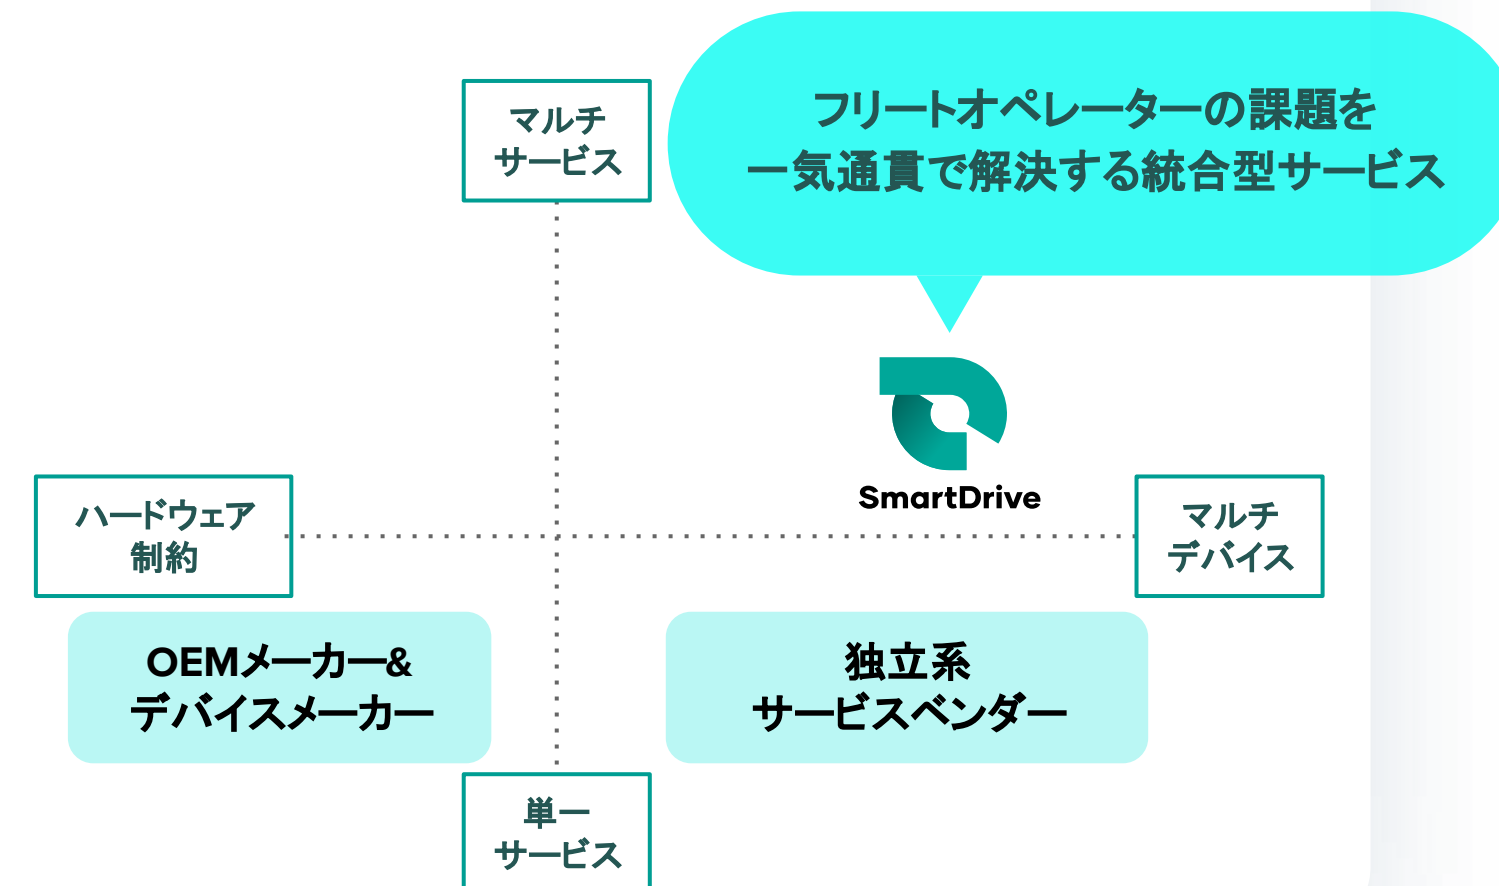 マルチ
サービス
フリートオペレーターの課題を
一気通貫で解決する統合型サービス
SmartDrive
ハードウェア
制約
マルチ
デバイス
OEMメーカー&
デバイスメーカー
独立系
サービスベンダー
単一
サービス